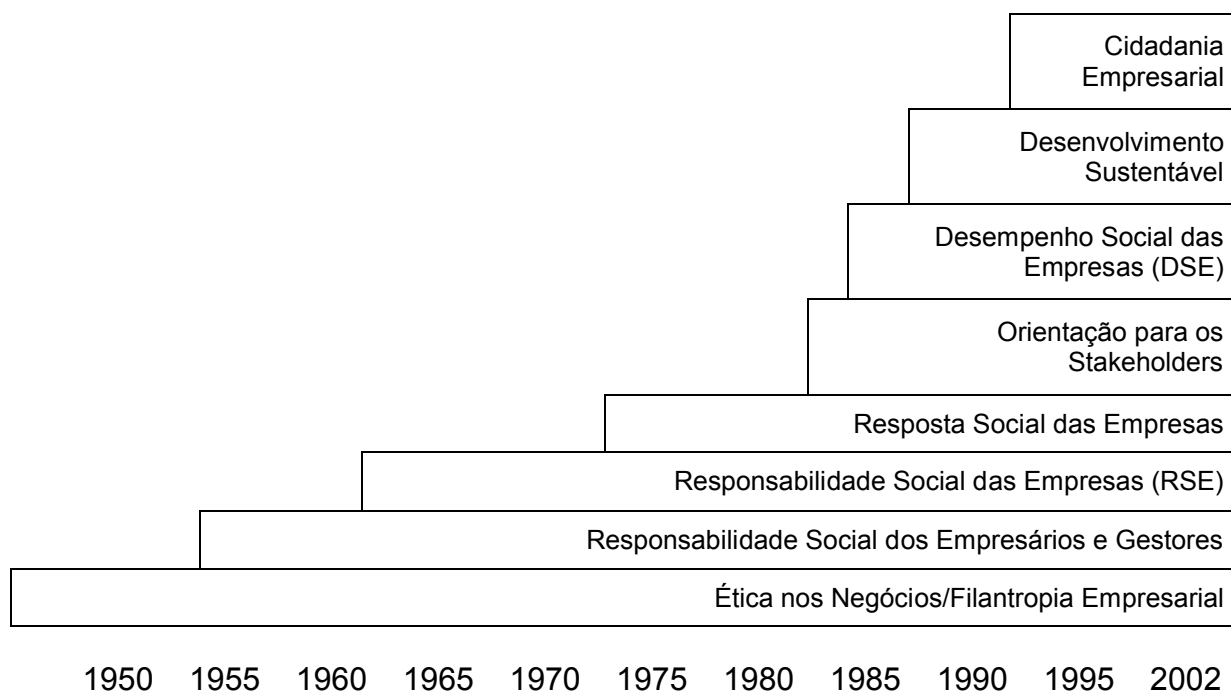 Cidadania
Empresarial
Desenvolvimento
Sustentável
Desempenho Social das
Empresas (DSE)
Orientação para os
Stakeholders
Resposta Social das Empresas
Responsabilidade Social das Empresas (RSE)
Responsabilidade Social dos Empresários e Gestores
Ética nos Negócios/Filantropia Empresarial
1950 1955 1960 1965 1970 1975 1980 1985 1990 1995 2002